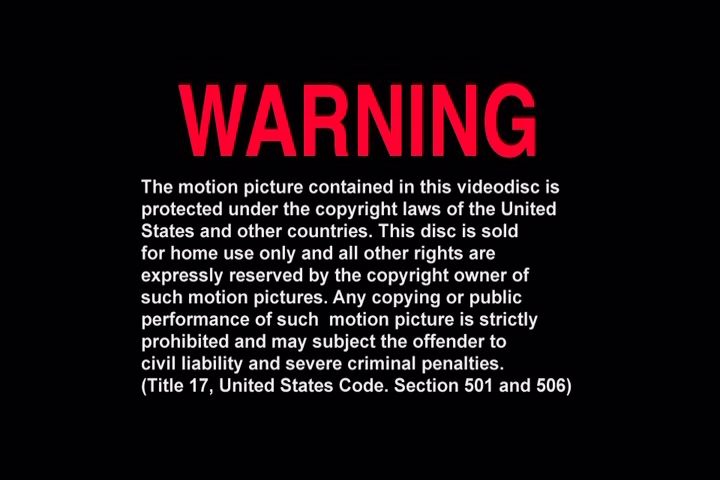 WARNING
The motion picture contained in this videodisc is
protected under the copyright laws of the United
States and other countries. This disc is sold
for home use only and all other rights are
expressly reserved by the copyright owner of
such motion pictures. Any copying or public
performance of such  motion picture is strictly
prohibited and may subject the offender to
civil liability and severe criminal penalties.
(Title 17, United States Code. Section 501 and 506)